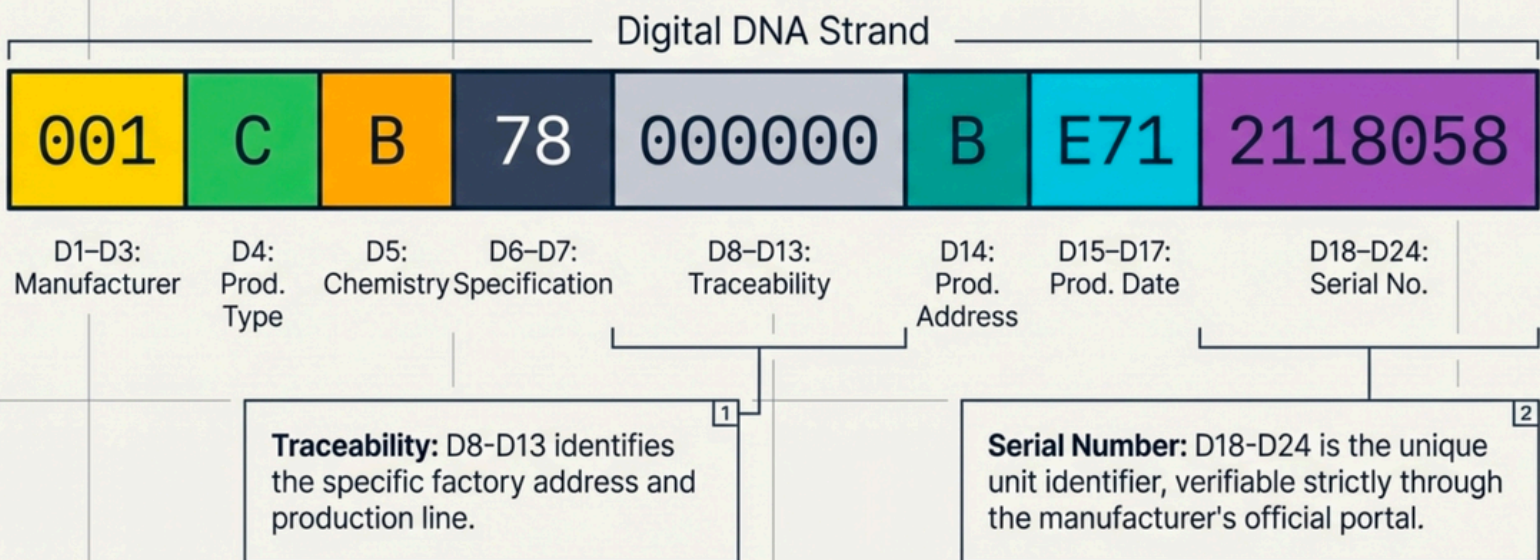 Digital DNA Strand
001 C B 78 000000 B E71 2118058
D1–D3: D4: D5: D6–D7: D8–D13: D14: D15–D17: D18–D24:
Manufacturer Prod. Chemistry Specification Traceability Prod. Prod. Date Serial No.
Type Address
1 2
Traceability: D8-D13 identifies
the specific factory address and
production line.
Serial Number: D18-D24 is the unique
unit identifier, verifiable strictly through
the manufacturer's official portal.